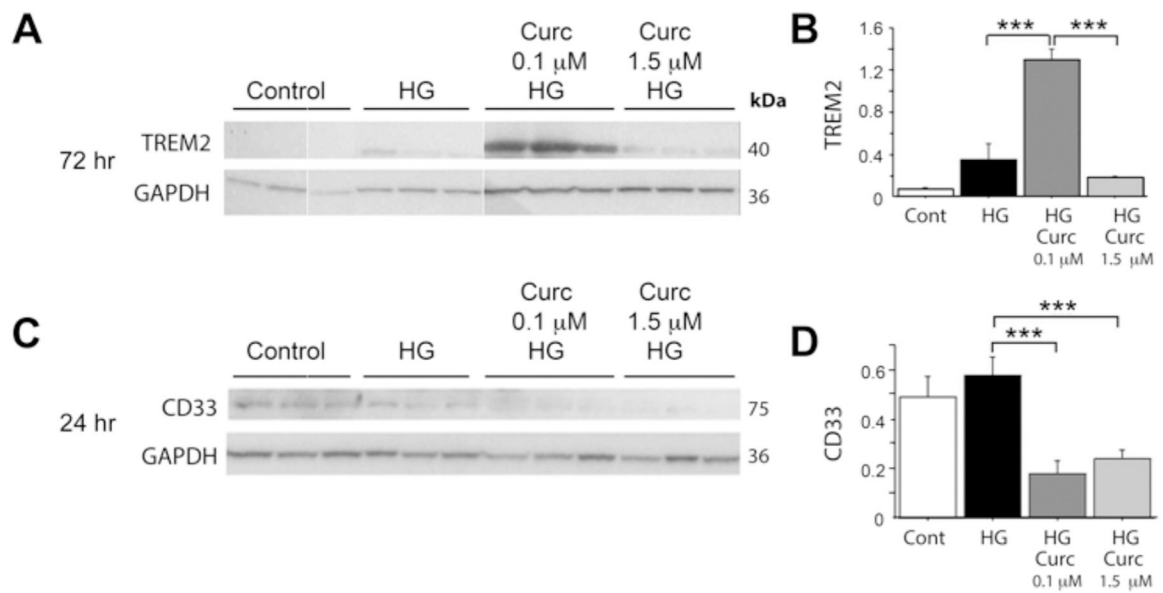 A
Curc Curc
0.1 μM 1.5 μM
Control HG HG HG kDa
72 hr
TREM2 40
GAPDH 36
B
TREM2
1.6
1.2
0.8
0.4
0
*** ***
Cont HG HG HG
Curc Curc
0.1 μM 1.5 μM
C
Curc Curc
0.1 μM 1.5 μM
Control HG HG HG
24 hr
CD33 75
GAPDH 36
D
CD33
0.6
0.4
0.2
0
***
***
Cont HG HG HG
Curc Curc
0.1 μM 1.5 μM